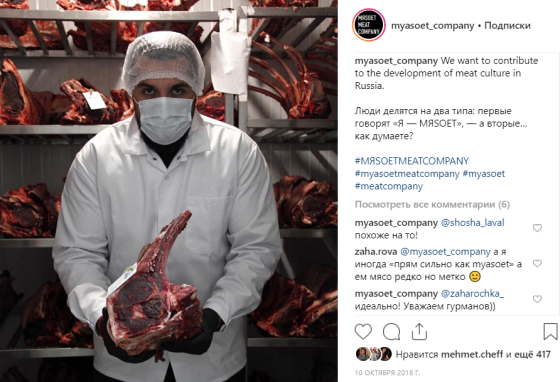 МЯСОЕТ
MEAT
COMPANY
myasoet_company • Подписки
myasoet_company We want to contribute
to the development of meat culture in
Russia.
Люди делятся на два типа: первые
говорят «Я — МЯSOET», — а вторые...
как думаете?
#МЯSOETMEATCOMPANY
#myasoetmeatcompany #myasoet
#meatcompany
Посмотреть все комментарии (6)
myasoet_company @shosha_laval
похоже на то!
zaha.rova @myasoet_company а я
иногда «прям сильно как myasoet» а
ем мясо редко но метко
myasoet_company @zaharochka_
идеально! Уважаем гурманов))
Нравится mehmet.cheff и ещё 417
10 ОКТЯБРЯ 2018 Г.